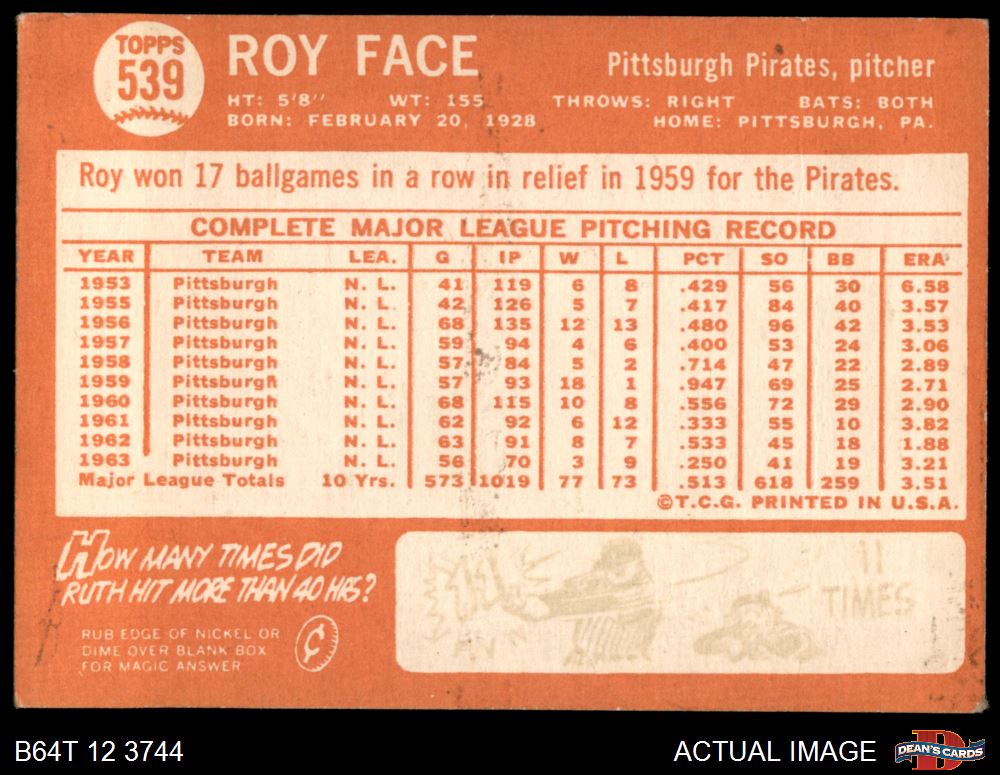 TOPPS
539
ROY FACE
Pittsburgh Pirates, pitcher
HT: 5'8" WT: 155 THROWS: RIGHT BATS: BOTH
BORN: FEBRUARY 20, 1928 HOME: PITTSBURGH, PA.
Roy won 17 ballgames in a row in relief in 1959 for the Pirates.
COMPLETE MAJOR LEAGUE PITCHING RECORD
YEAR TEAM LEA. G IP W L PCT SO BB ERA
1953 Pittsburgh N. L. 41 119 6 8 .429 56 30 6.58
1955 Pittsburgh N. L. 42 126 5 7 .417 84 40 3.57
1956 Pittsburgh N. L. 68 135 12 13 .480 96 42 3.53
1957 Pittsburgh N. L. 59 94 4 6 .400 53 24 3.06
1958 Pittsburgh N. L. 57 84 5 2 .714 47 22 2.89
1959 Pittsburgh N. L. 57 93 18 1 .947 69 25 2.71
1960 Pittsburgh N. L. 68 115 10 8 .556 72 29 2.90
1961 Pittsburgh N. L. 62 92 6 12 .333 55 10 3.82
1962 Pittsburgh N. L. 63 91 8 7 .533 45 18 1.88
1963 Pittsburgh N. L. 56 70 3 9 .250 41 19 3.21
Major League Totals 10 Yrs. 573 1019 77 73 .513 618 259 3.51
©T.C.G. PRINTED IN U.S.A.
HOW MANY TIMES DID
RUTH HIT MORE THAN 40 HRS?
RUB EDGE OF NICKEL OR
DIME OVER BLANK BOX
FOR MAGIC ANSWER
¢
11
TIMES
B64T 12 3744
ACTUAL IMAGE
DEAN'S CARDS